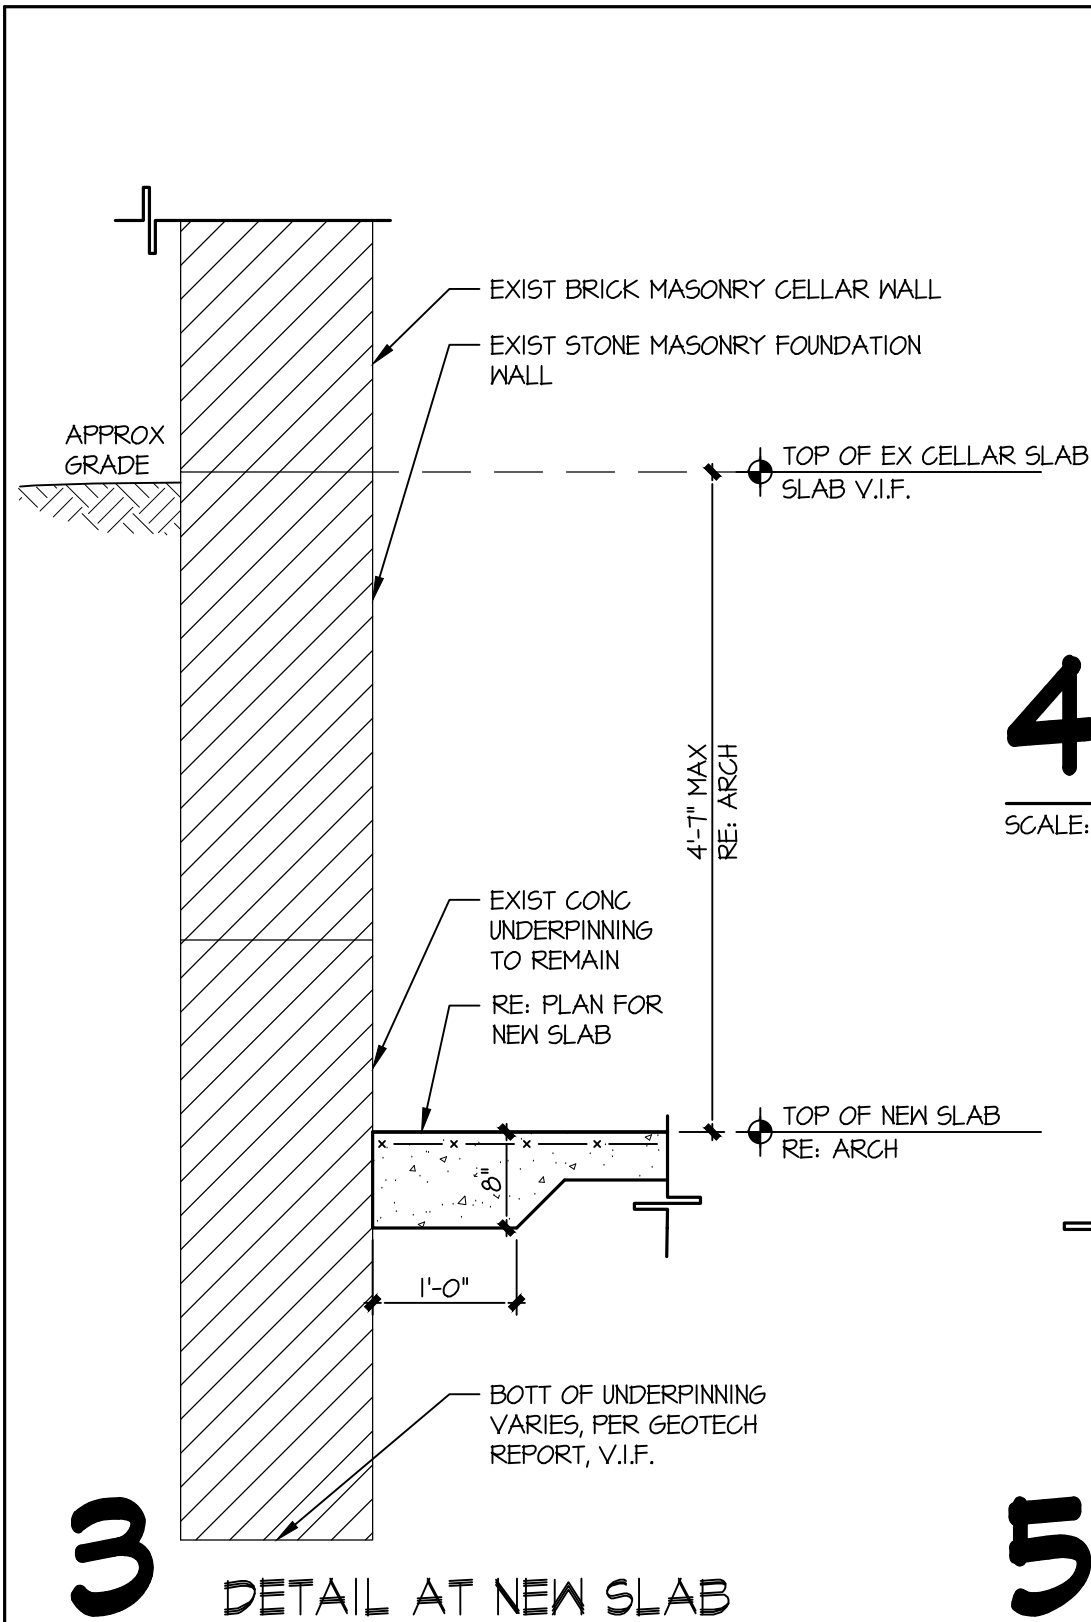 EXIST BRICK MASONRY CELLAR WALL
EXIST STONE MASONRY FOUNDATION
WALL
APPROX
GRADE
TOP OF EX CELLAR SLAB
SLAB V.I.F.
4'-7" MAX
RE: ARCH
4
SCALE:
EXIST CONC
UNDERPINNING
TO REMAIN
RE: PLAN FOR
NEW SLAB
TOP OF NEW SLAB
RE: ARCH
8"
1'-0"
BOTT OF UNDERPINNING
VARIES, PER GEOTECH
REPORT, V.I.F.
3
DETAIL AT NEW SLAB
5